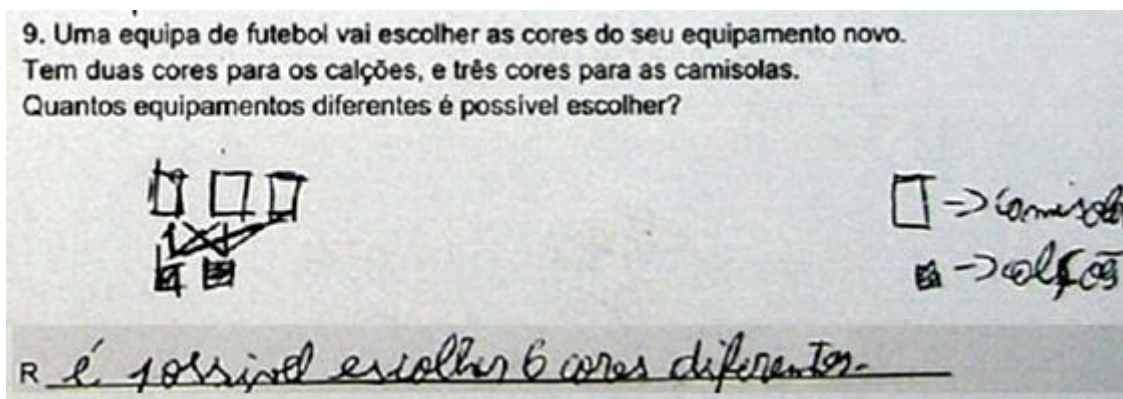 9. Uma equipa de futebol vai escolher as cores do seu equipamento novo.
Tem duas cores para os calções, e três cores para as camisolas.
Quantos equipamentos diferentes é possível escolher?
→ camisola
→ calções
R é possivel escolher 6 cores diferentes.